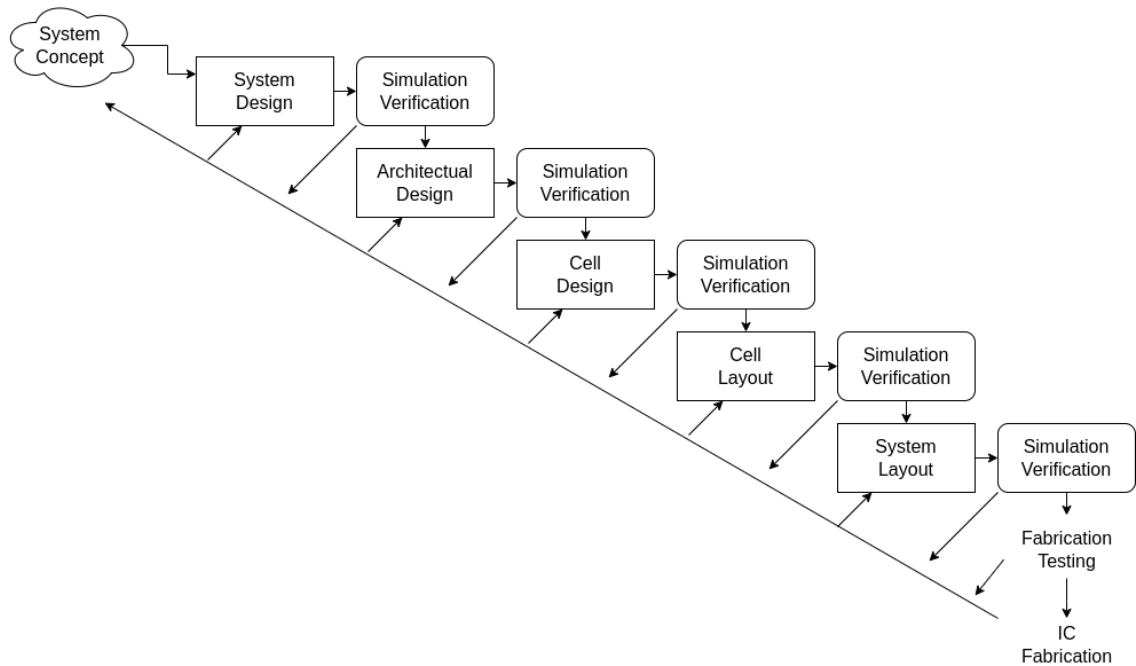 System
Concept
System
Design
Simulation
Verification
Architectual
Design
Simulation
Verification
Cell
Design
Simulation
Verification
Cell
Layout
Simulation
Verification
System
Layout
Simulation
Verification
Fabrication
Testing
IC
Fabrication